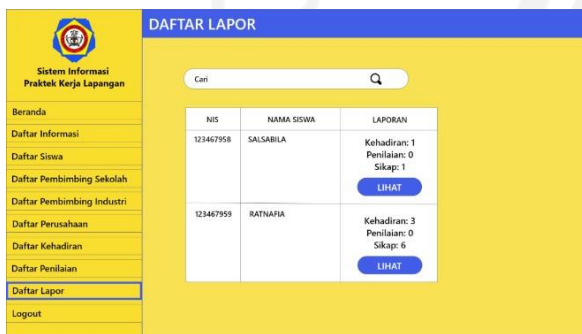 DAFTAR LAPOR
Sistem Informasi
Praktek Kerja Lapangan
Beranda
Daftar Informasi
Daftar Siswa
Daftar Pembimbing Sekolah
Daftar Pembimbing Industri
Daftar Perusahaan
Daftar Kehadiran
Daftar Penilaian
Daftar Lapor
Logout
Cari
NIS NAMA SISWA LAPORAN
123467958 SALSABILA Kehadiran: 1
Penilaian: 0
Sikap: 1
LIHAT
123467959 RATNAFIA Kehadiran: 3
Penilaian: 0
Sikap: 6
LIHAT